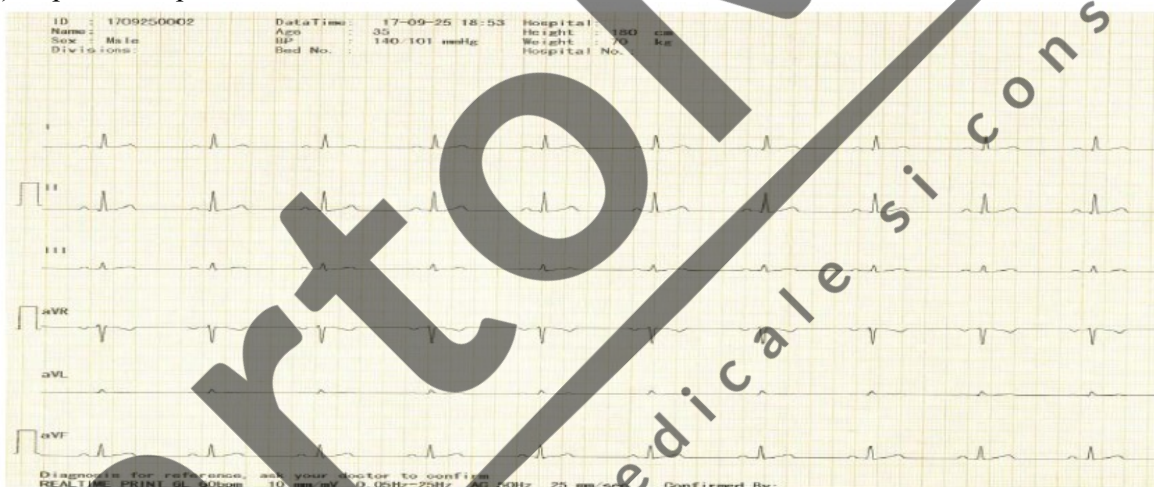 ID : 1709250002 DataTime: 17-09-25 18:53 Hospital:
Name: Age : 35 Height : 180 cm
Sex : Male BP : 140/101 mmHg Weight : 70 kg
Divisions: Bed No. : Hospital No.
I
II
III
aVR
aVL
aVF
Diagnosis for reference, ask your doctor to confirm
REALTIME PRINT GL 60bpm 10 mm/mV 0.05Hz-25Hz AC 50Hz 25 mm/sec Confirmed By:
rto
edicale si cons